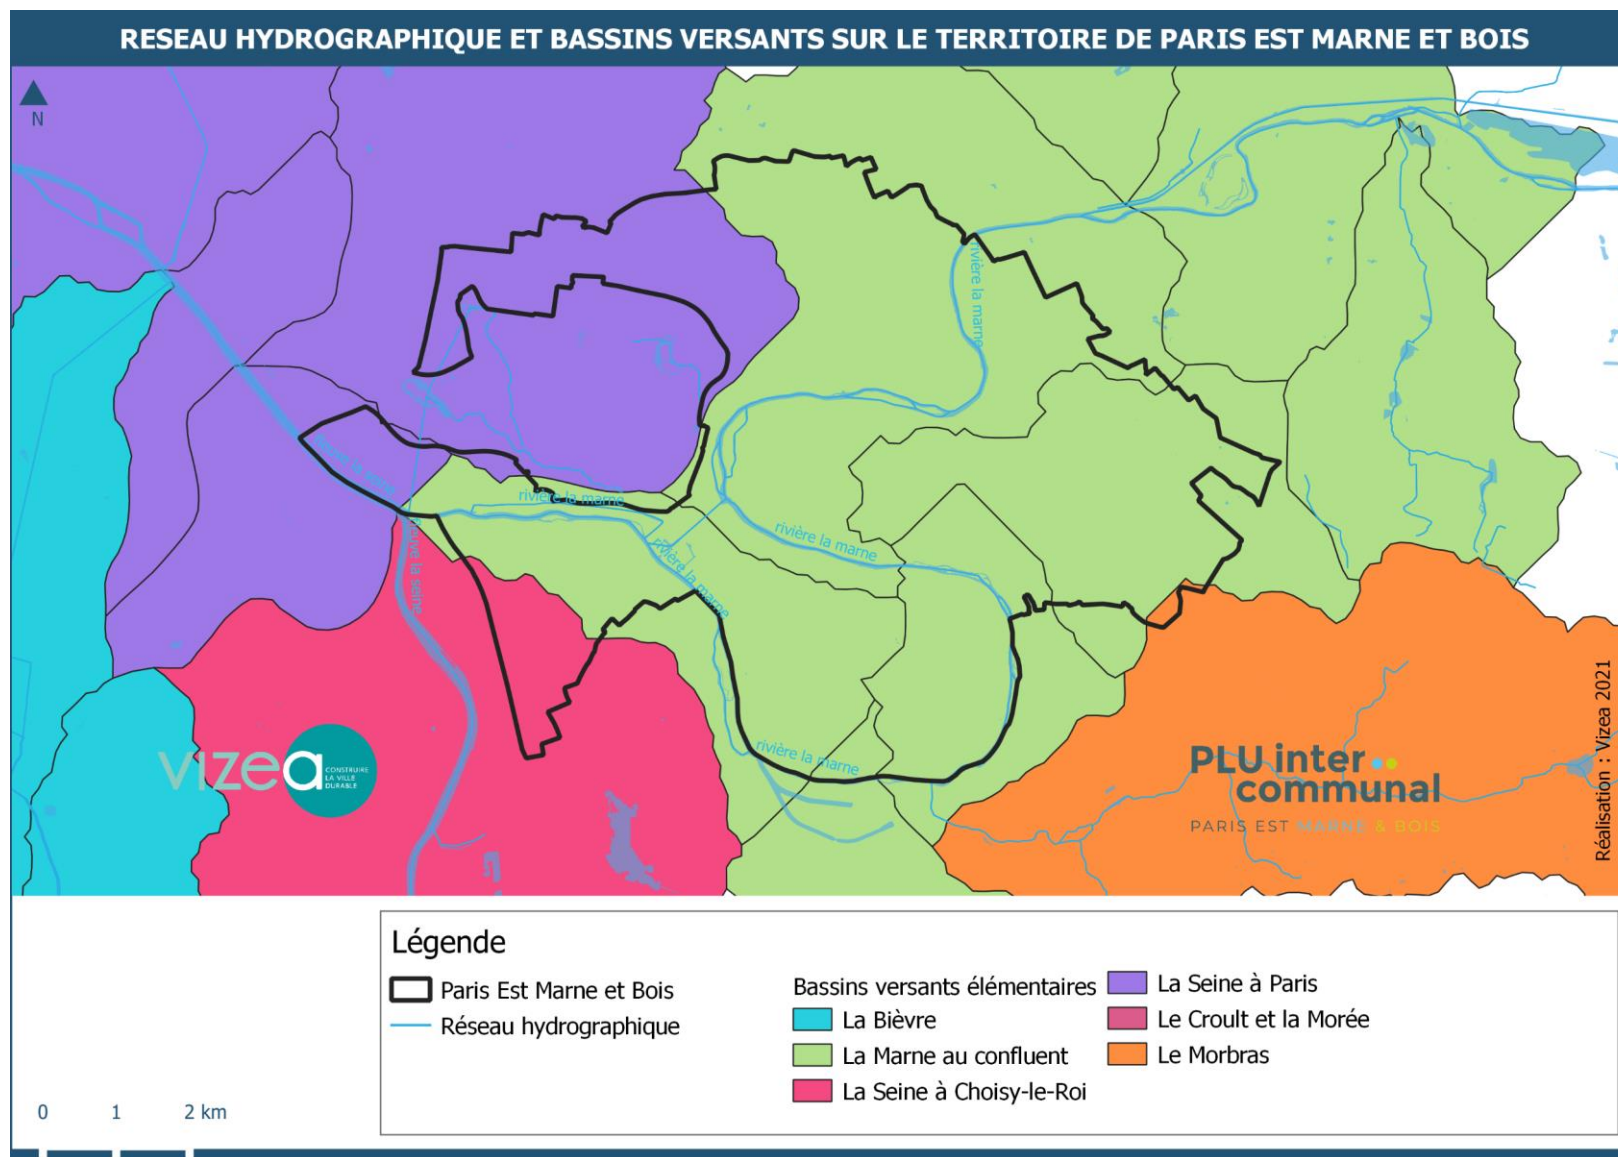 RESEAU HYDROGRAPHIQUE ET BASSINS VERSANTS SUR LE TERRITOIRE DE PARIS EST MARNE ET BOIS
N
rivière la marne
fleuve la seine
rivière la marne
fleuve la seine
rivière la marne
rivière la marne
rivière la marne
vizea
CONSTRUIRE
LA VILLE
DURABLE
PLU inter
communal
PARIS EST MARNE & BOIS
Réalisation : Vizea 2021
Légende
Paris Est Marne et Bois
Réseau hydrographique
Bassins versants élémentaires
La Bièvre
La Marne au confluent
La Seine à Choisy-le-Roi
La Seine à Paris
Le Croult et la Morée
Le Morbras
0 1 2 km